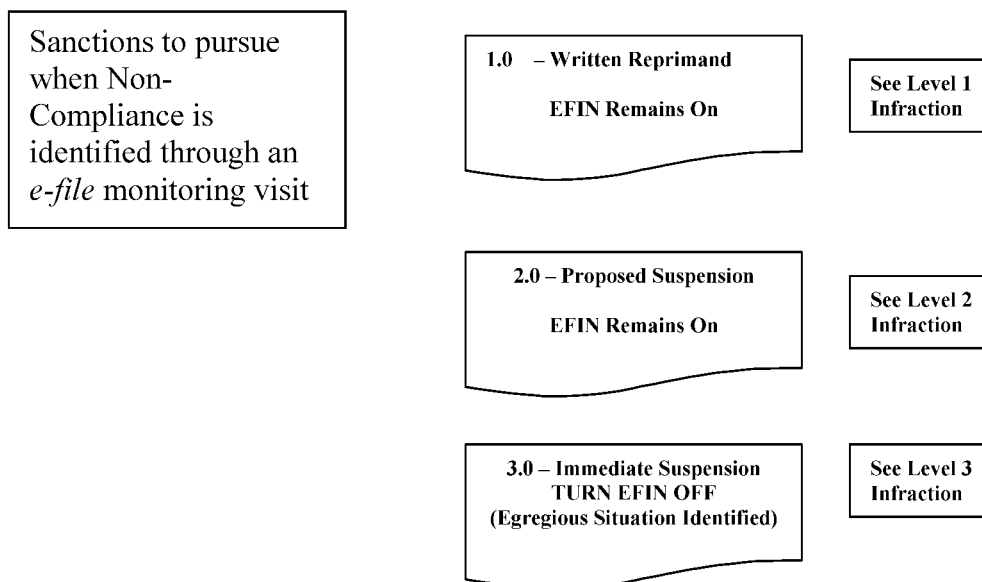 Sanctions to pursue
when Non-
Compliance is
identified through an
e-file monitoring visit
1.0 – Written Reprimand
EFIN Remains On
See Level 1
Infraction
2.0 – Proposed Suspension
EFIN Remains On
See Level 2
Infraction
3.0 – Immediate Suspension
TURN EFIN OFF
(Egregious Situation Identified)
See Level 3
Infraction